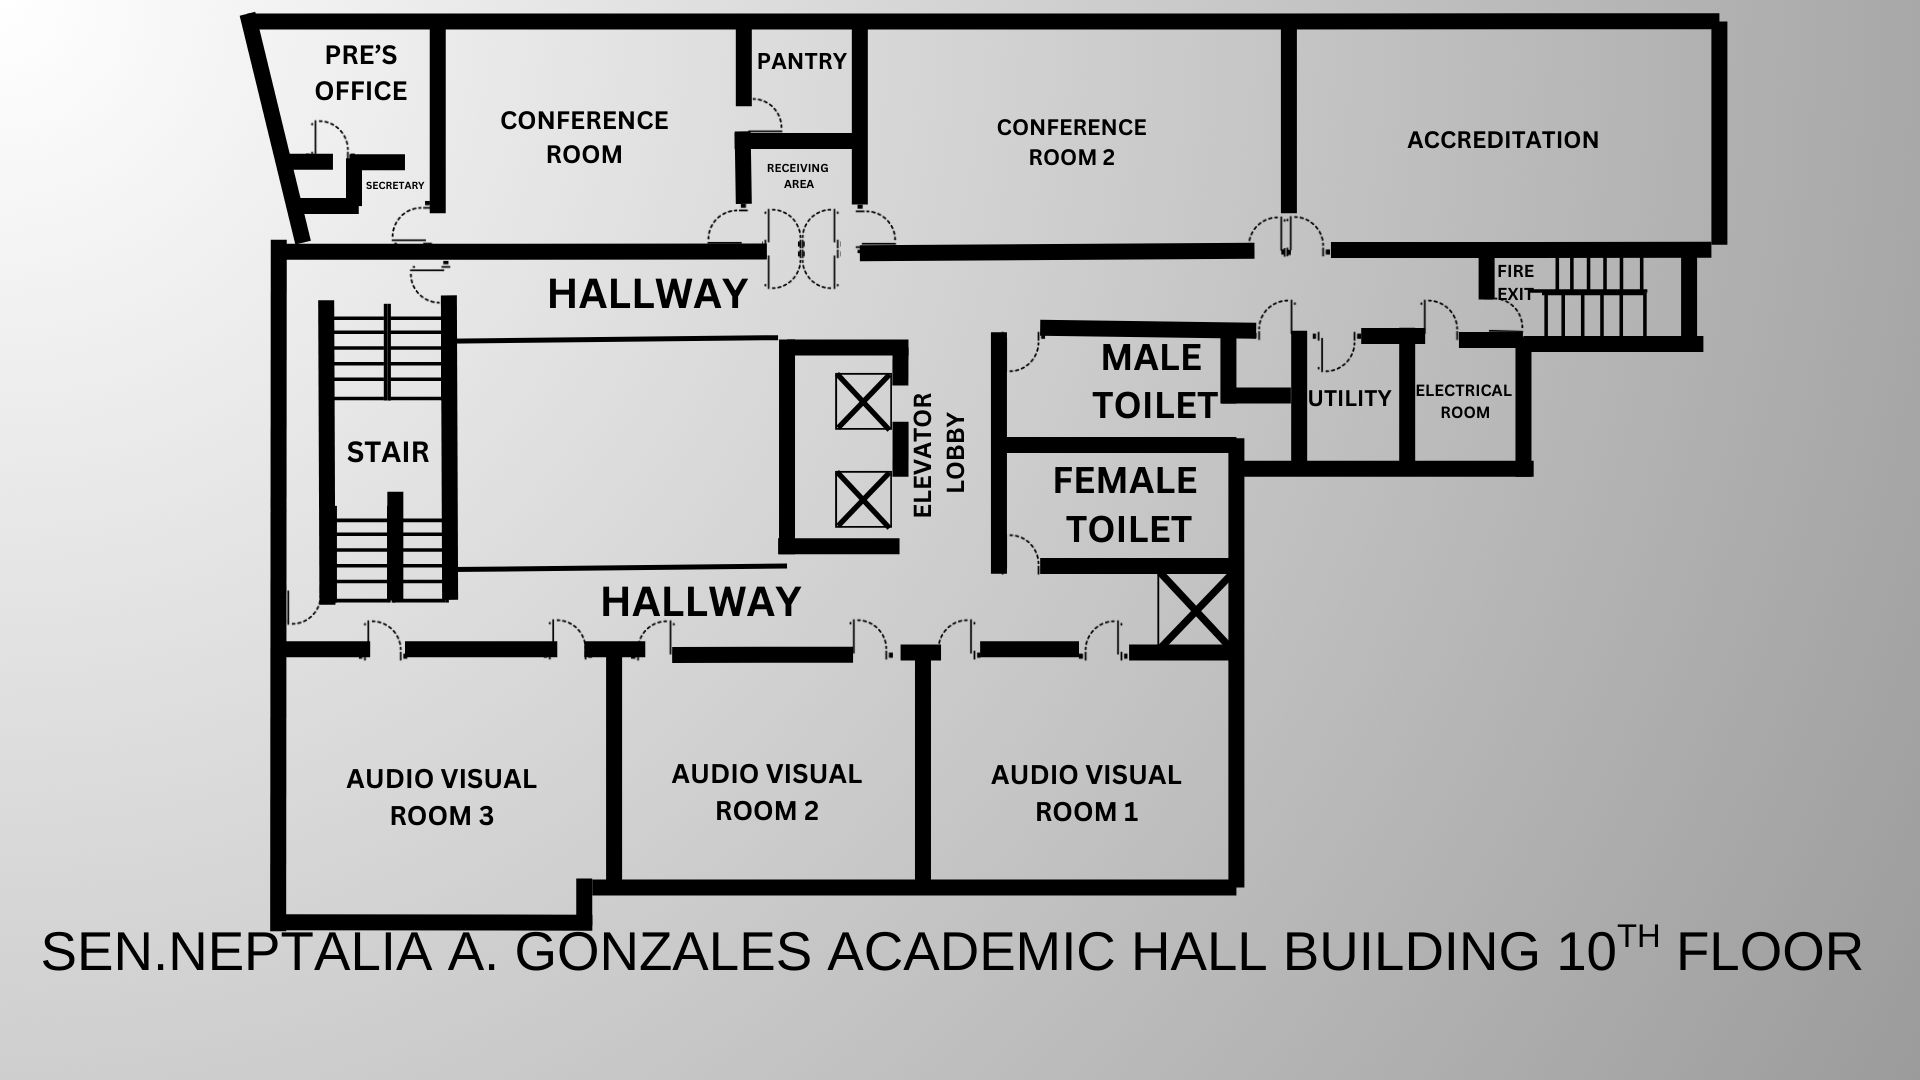 PRE'S
OFFICE
SECRETARY
CONFERENCE
ROOM
PANTRY
RECEIVING
AREA
CONFERENCE
ROOM 2
ACCREDITATION
HALLWAY
FIRE
EXIT
STAIR
ELEVATOR
LOBBY
MALE
TOILET
UTILITY
ELECTRICAL
ROOM
FEMALE
TOILET
HALLWAY
AUDIO VISUAL
ROOM 3
AUDIO VISUAL
ROOM 2
AUDIO VISUAL
ROOM 1
SEN.NEPTALIA A. GONZALES ACADEMIC HALL BUILDING 10TH FLOOR